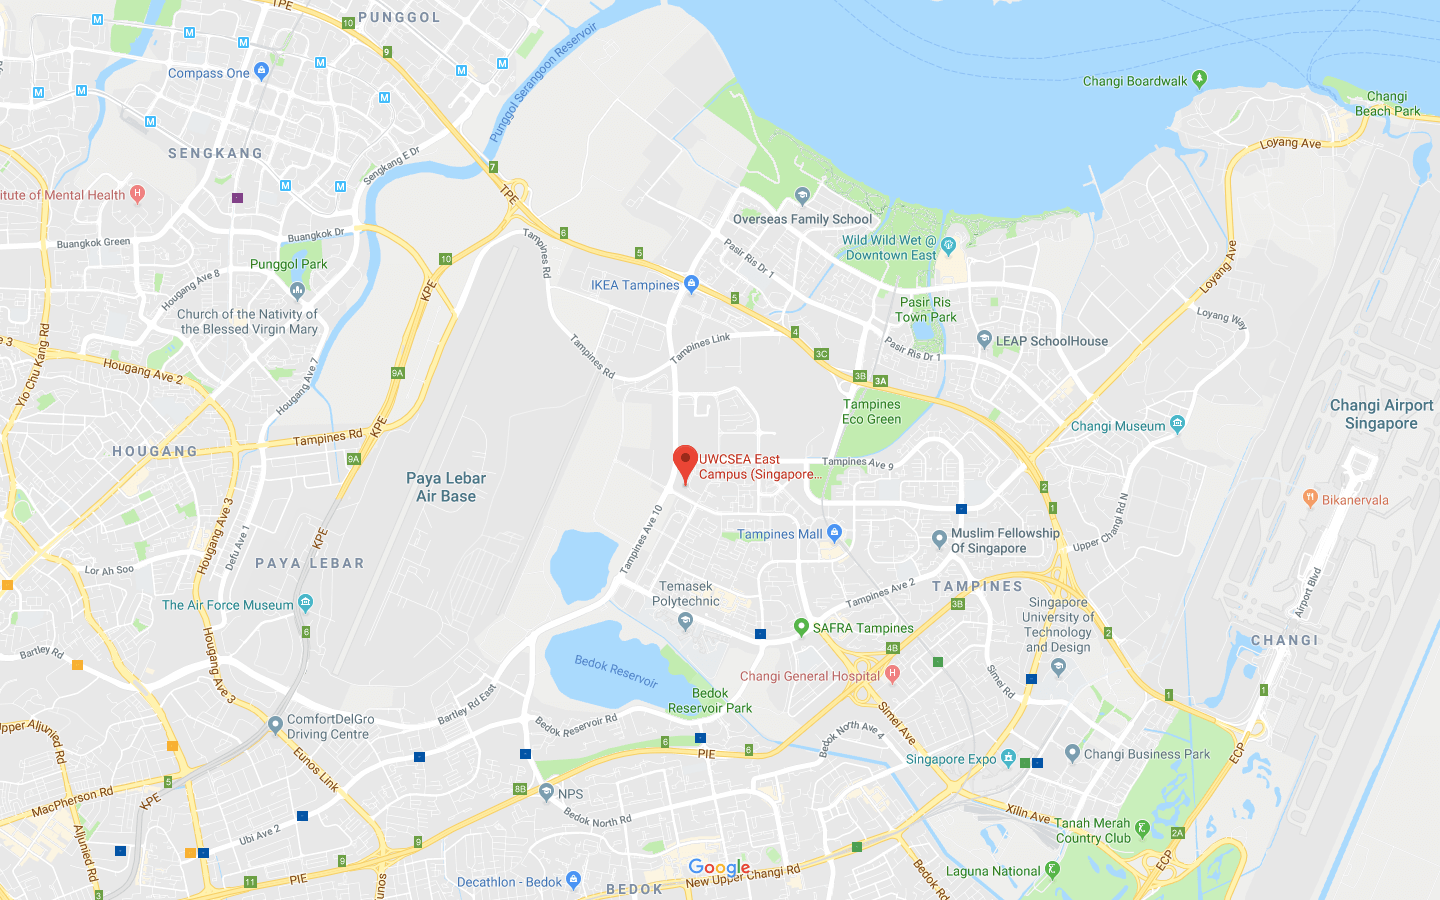 PUNGGOL
TPE
10
9
M
M
M
M
M
M
M
Compass One
M
M
M
M
Punggol Serangoon Reservoir
Changi Boardwalk
Changi
Beach Park
Loyang Ave
SENGKANG
Sengkang E Dr
7
TPE
M
M
itute of Mental Health
H
Overseas Family School
Buangkok Green
Buangkok Dr
6
5
Tampines Rd
Pasir Ris Dr 1
Wild Wild Wet @
Downtown East
Loyang Ave
Punggol Park
10
KPE
Hougang Ave 8
IKEA Tampines
5
Pasir Ris
Town Park
Loyang Way
Church of the Nativity of
the Blessed Virgin Mary
4
Tampines Link
Tampines Rd
3C
Pasir Ris Dr 1
LEAP SchoolHouse
e 3
Yio Chu Kang Rd
Hougang Ave 2
Hougang Ave 7
9A
3B
3A
Tampines
Eco Green
Changi Airport
Singapore
Changi Museum
KPE
Tampines Rd
HOUGANG
9A
UWCSEA East
Campus (Singapore...
Tampines Ave 9
Paya Lebar
Air Base
2
1
Bikanervala
Hougang Ave 3
Defu Ave 1
KPE
Tampines Ave 10
Tampines Mall
Muslim Fellowship
Of Singapore
Upper Changi Rd N
PAYA LEBAR
Lor Ah Soo
Temasek
Polytechnic
Tampines Ave 2
TAMPINES
3B
Airport Blvd
The Air Force Museum
6
Singapore
University of
Technology
and Design
2
SAFRA Tampines
CHANGI
Bartley Rd
Hougang Ave 3
4B
Bedok Reservoir
Changi General Hospital
H
Simei Rd
1
1
Bedok
Reservoir Park
Bartley Rd East
Bedok Reservoir Rd
Simei Ave
Upper Aljunied Rd
ComfortDelGro
Driving Centre
6
6
PIE
Bedok North Ave 4
Singapore Expo
Changi Business Park
ECP
Eunos Link
5
KPE
8B
NPS
MacPherson Rd
Xilin Ave
Bedok North Rd
Tanah Merah
Country Club
2A
Aljunied Rd
Ubi Ave 2
9
9
ECP
Google
New Upper Changi Rd
Laguna National
11
PIE
Eunos
Decathlon - Bedok
BEDOK
Bedok Rd
3